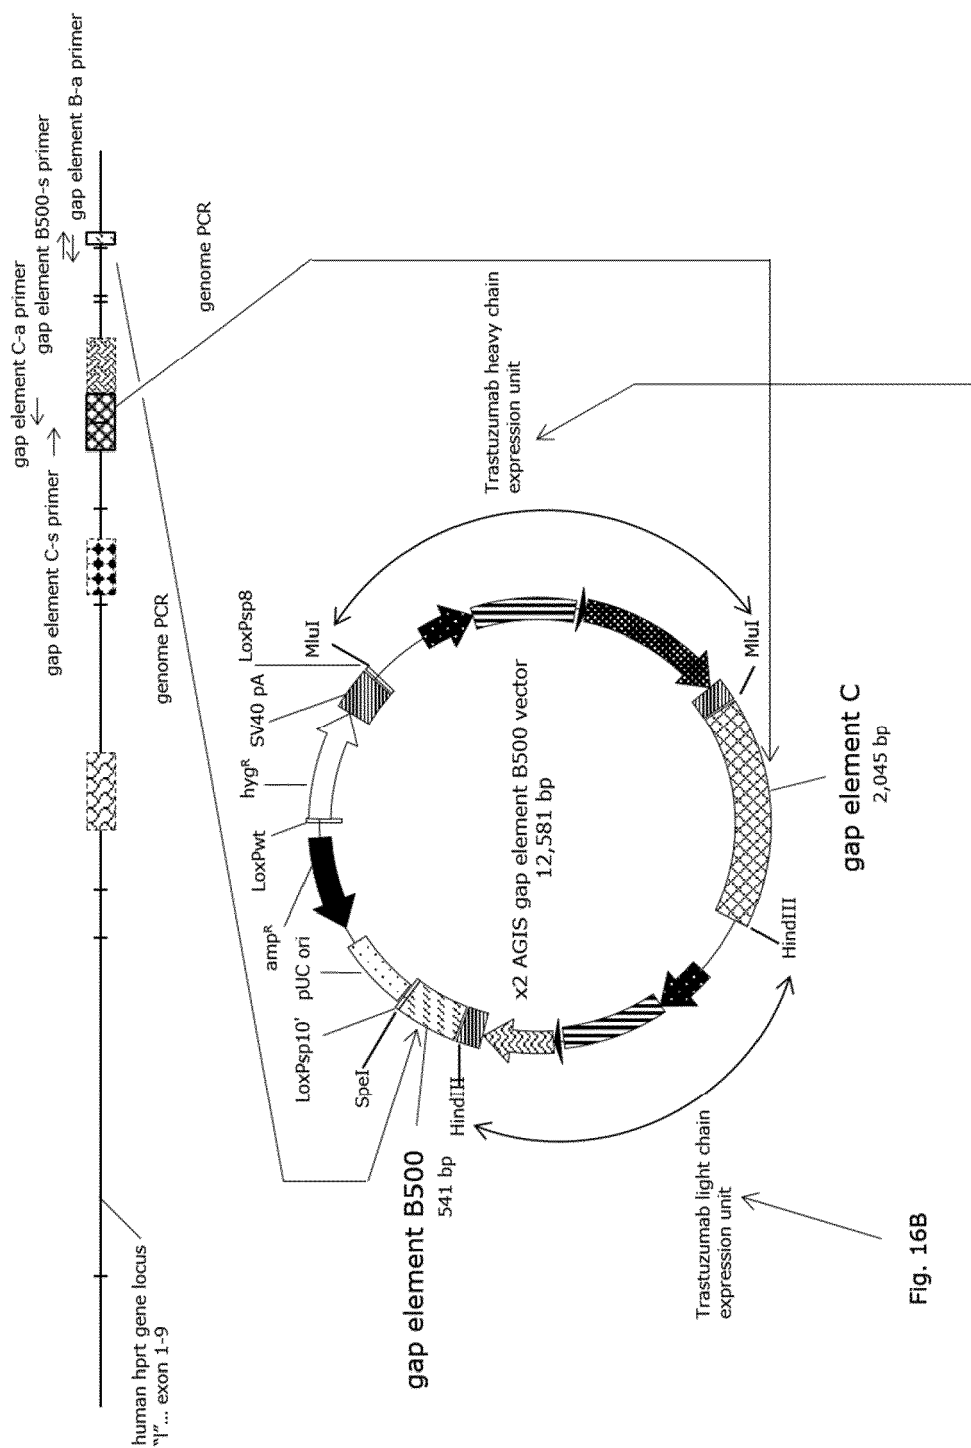 human hprt gene locus
"I"... exon 1-9
gap element C-s primer
gap element C-a primer
gap element B500-s primer
gap element B-a primer
genome PCR
genome PCR
LoxPsp10'
pUC ori
amp^R
LoxPwt
hyg^R
SV40 pA
LoxPsp8
MluI
SpeI
HindIII
gap element B500
541 bp
x2 AGIS gap element B500 vector
12,581 bp
Trastuzumab heavy chain
expression unit
MluI
HindIII
gap element C
2,045 bp
Trastuzumab light chain
expression unit
Fig. 16B